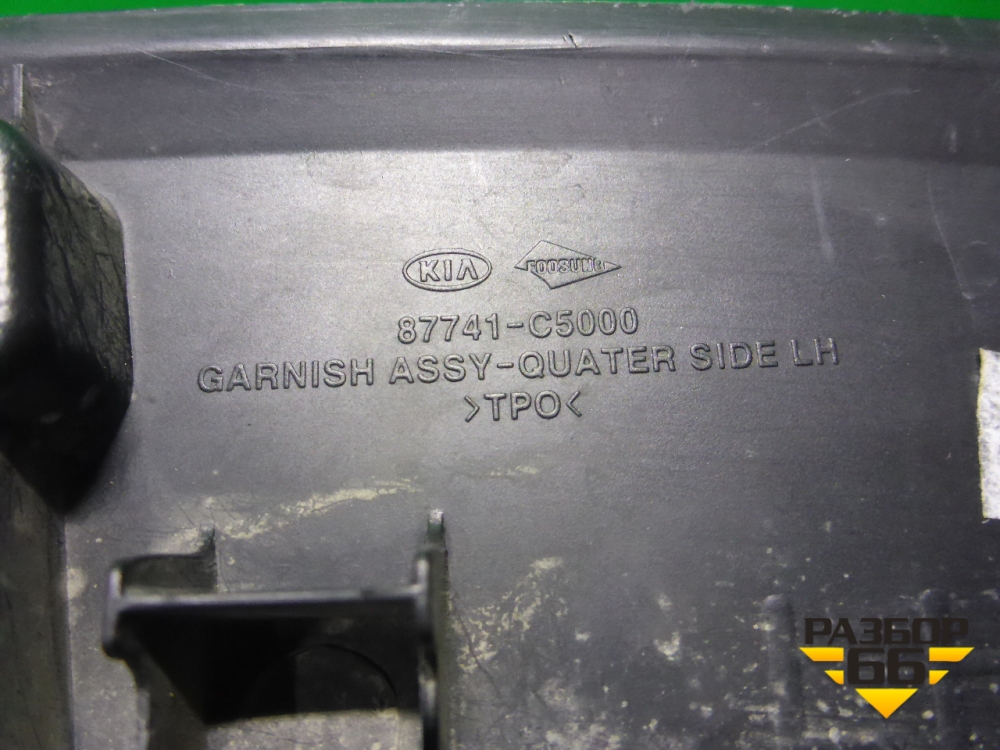 KIA FOOSUNG
87741-C5000
GARNISH ASSY-QUATER SIDE LH
>TPO<
РАЗБОР
66